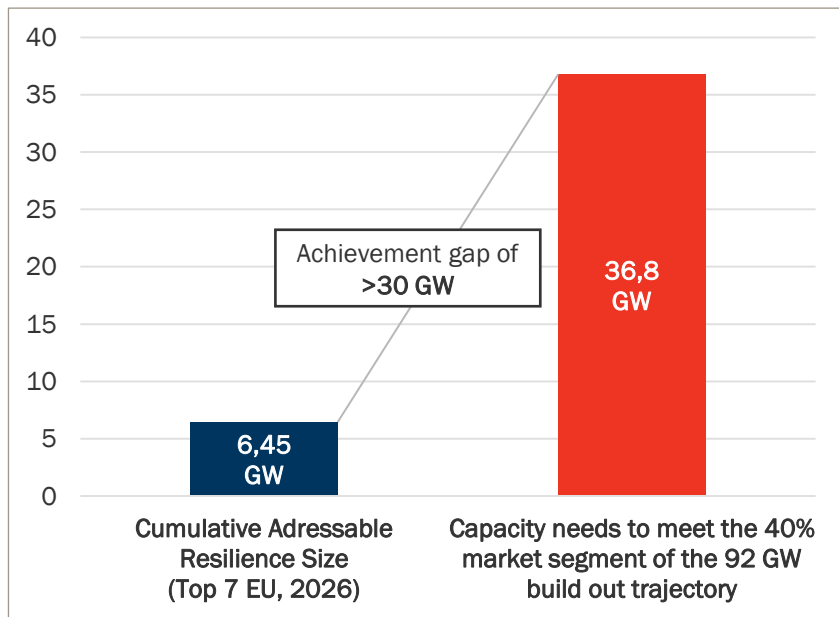 40
35
30
25
20
15
10
5
0
Achievement gap of
>30 GW
36,8
GW
6,45
GW
Cumulative Adressable
Resilience Size
(Top 7 EU, 2026)
Capacity needs to meet the 40%
market segment of the 92 GW
build out trajectory